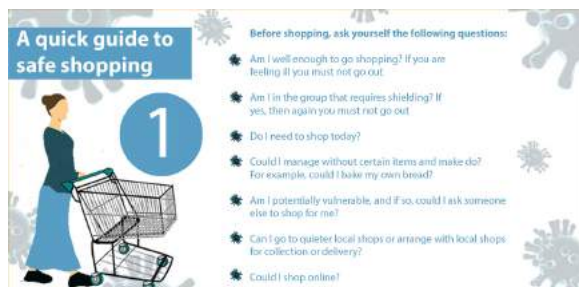 A quick guide to
safe shopping
1
Before shopping, ask yourself the following questions:
Am I well enough to go shopping? If you are
feeling ill you must not go out
Am I in the group that requires shielding? If
yes, then again you must not go out
Do I need to shop today?
Could I manage without certain items and make do?
For example, could I bake my own bread?
Am I potentially vulnerable, and if so, could I ask someone
else to shop for me?
Can I go to quieter local shops or arrange with local shops
for collection or delivery?
Could I shop online?